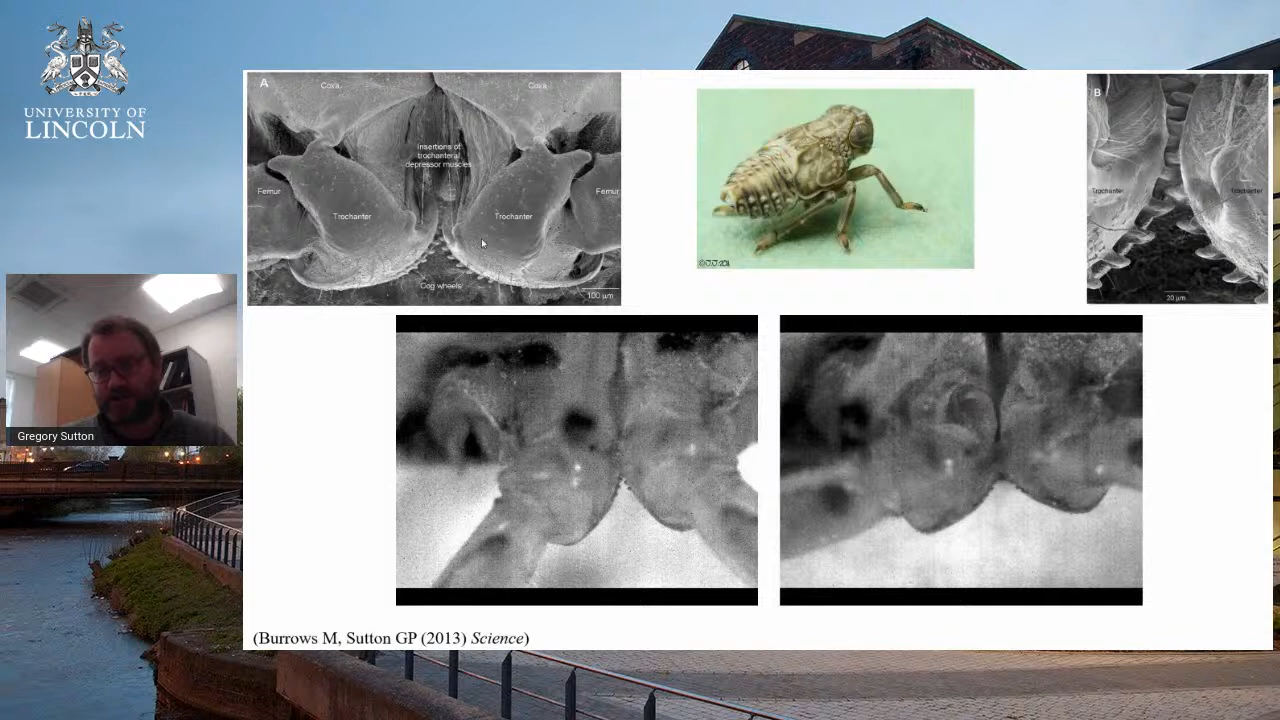 UNIVERSITY OF
LINCOLN
A
Coxa
Coxa
Insertions of
trochanteral
depressor muscles
Femur
Femur
Trochanter
Trochanter
Cog wheels
100 µm
B
Trochanter
Trochanter
20 µm
Gregory Sutton
(Burrows M, Sutton GP (2013) Science)